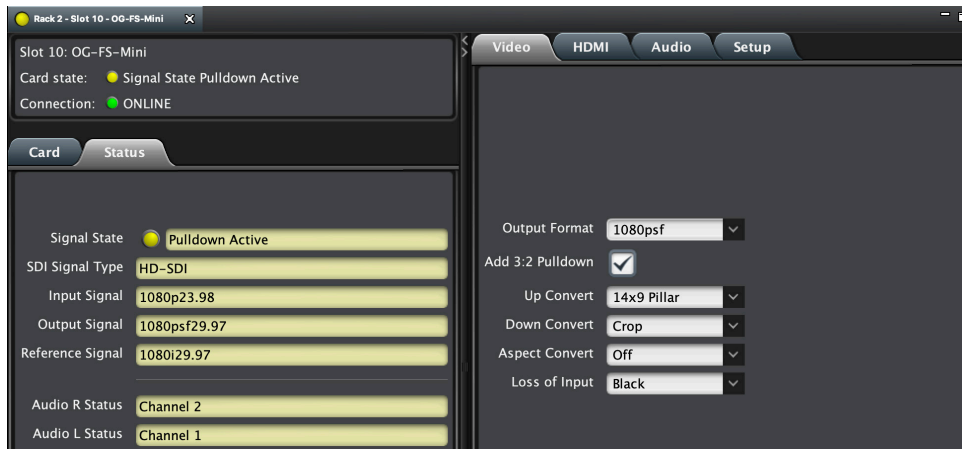 Rack 2 - Slot 10 - OG-FS-Mini X
Slot 10: OG-FS-Mini
Card state: Signal State Pulldown Active
Connection: ONLINE
Card Status
Signal State Pulldown Active
SDI Signal Type HD-SDI
Input Signal 1080p23.98
Output Signal 1080psf29.97
Reference Signal 1080i29.97
Audio R Status Channel 2
Audio L Status Channel 1
Video HDMI Audio Setup
Output Format 1080psf
Add 3:2 Pulldown
Up Convert 14x9 Pillar
Down Convert Crop
Aspect Convert Off
Loss of Input Black